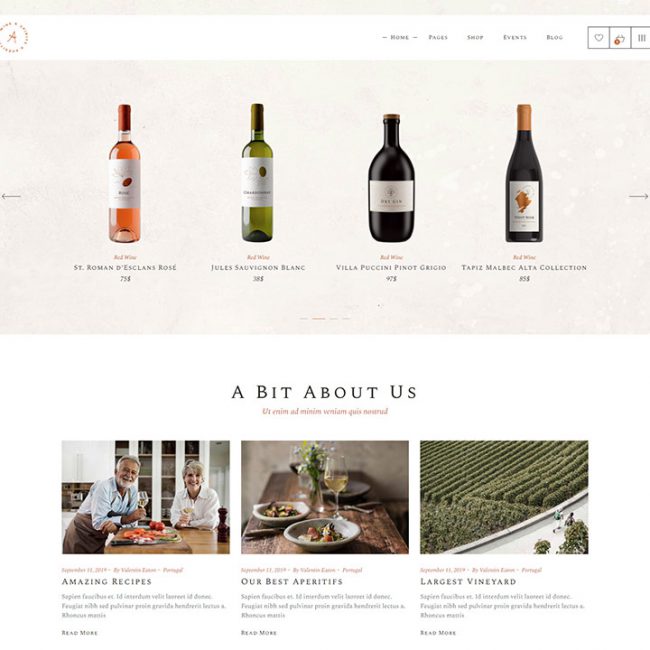 — Home —   Pages   Shop   Events   Blog
Rosé   Chardonnay   Dry Gin   Pinot Noir
Red Wine   Red Wine   Red Wine   Red Wine
St. Roman d'Esclans Rosé   Jules Sauvignon Blanc   Villa Puccini Pinot Grigio   Tapiz Malbec Alta Collection
75$   38$   97$   85$
A Bit About Us
Ut enim ad minim veniam quis nostrud
September 11, 2019 • By Valentin Eaton • Portugal
Amazing Recipes
Sapien faucibus et. Id interdum velit laoreet id donec.
Feugiat nibh sed pulvinar proin gravida hendrerit lectus a.
Rhoncus mattis
Read More
September 11, 2019 • By Valentin Eaton • Portugal
Our Best Aperitifs
Sapien faucibus et. Id interdum velit laoreet id donec.
Feugiat nibh sed pulvinar proin gravida hendrerit lectus a.
Rhoncus mattis
Read More
September 11, 2019 • By Valentin Eaton • Portugal
Largest Vineyard
Sapien faucibus et. Id interdum velit laoreet id donec.
Feugiat nibh sed pulvinar proin gravida hendrerit lectus a.
Rhoncus mattis
Read More